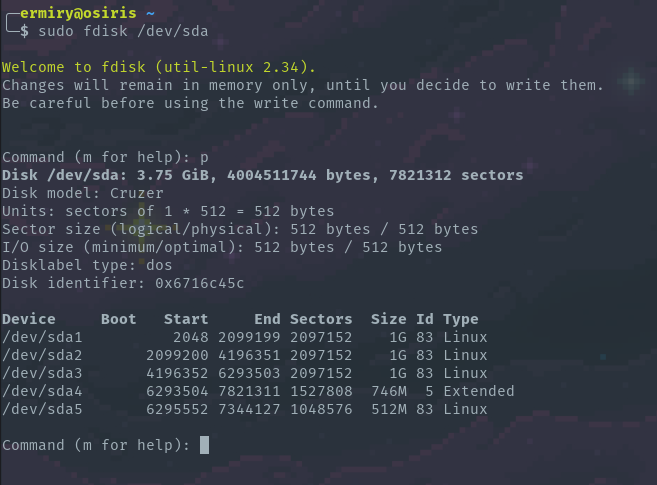 ermiry@osiris ~
$ sudo fdisk /dev/sda
Welcome to fdisk (util-linux 2.34).
Changes will remain in memory only, until you decide to write them.
Be careful before using the write command.
Command (m for help): p
Disk /dev/sda: 3.75 GiB, 4004511744 bytes, 7821312 sectors
Disk model: Cruzer
Units: sectors of 1 * 512 = 512 bytes
Sector size (logical/physical): 512 bytes / 512 bytes
I/O size (minimum/optimal): 512 bytes / 512 bytes
Disklabel type: dos
Disk identifier: 0x6716c45c
Device     Boot   Start     End Sectors  Size Id Type
/dev/sda1          2048 2099199 2097152    1G 83 Linux
/dev/sda2       2099200 4196351 2097152    1G 83 Linux
/dev/sda3       4196352 6293503 2097152    1G 83 Linux
/dev/sda4       6293504 7821311 1527808  746M  5 Extended
/dev/sda5       6295552 7344127 1048576  512M 83 Linux
Command (m for help):